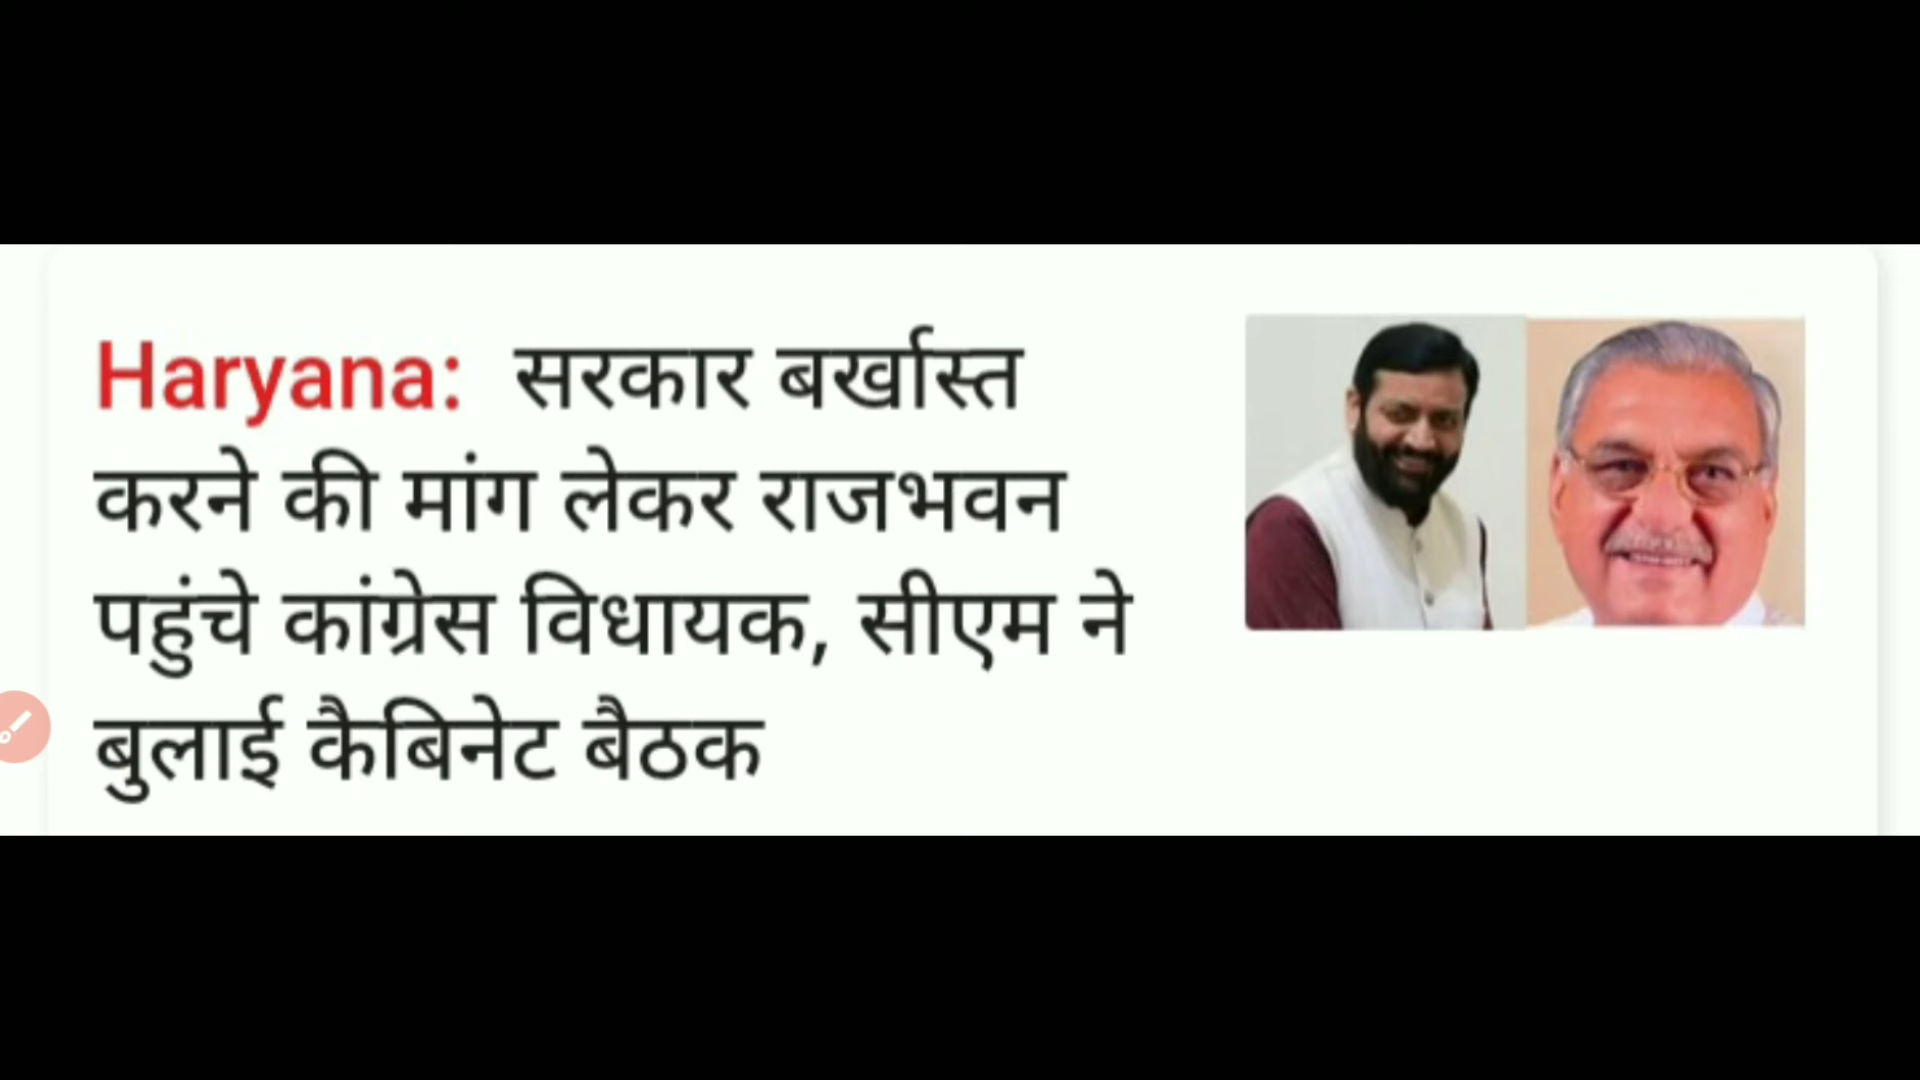 Haryana: सरकार बर्खास्त
करने की मांग लेकर राजभवन
पहुंचे कांग्रेस विधायक, सीएम ने
बुलाई कैबिनेट बैठक